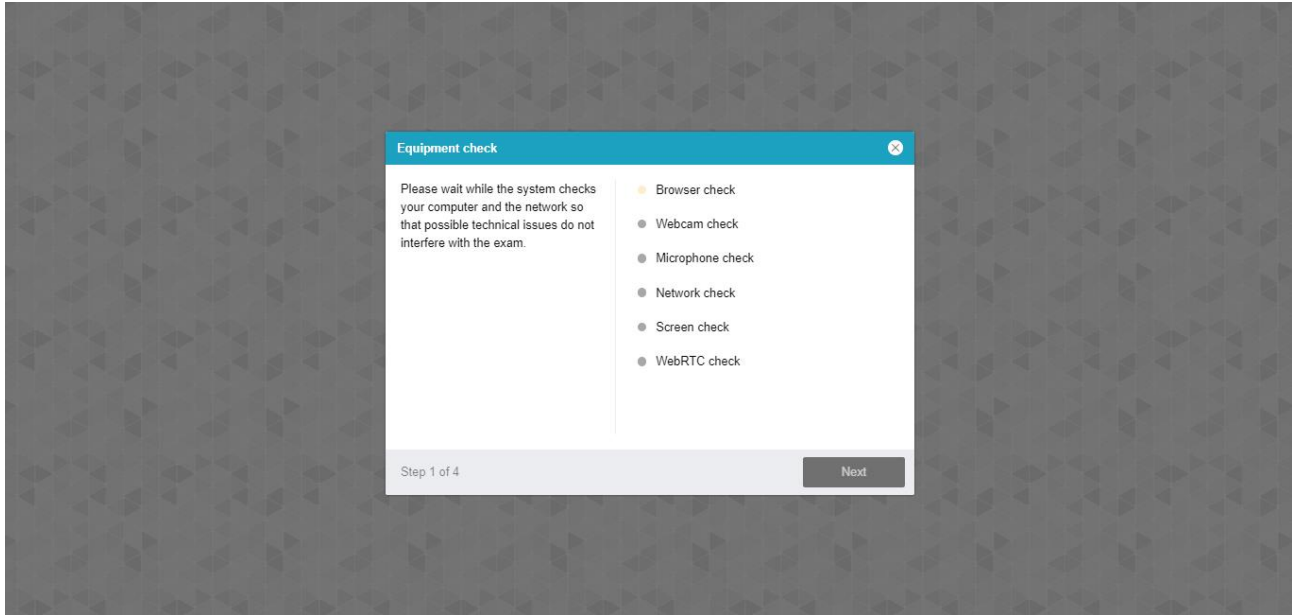 Equipment check
Please wait while the system checks
your computer and the network so
that possible technical issues do not
interfere with the exam.
Browser check
Webcam check
Microphone check
Network check
Screen check
WebRTC check
Step 1 of 4
Next